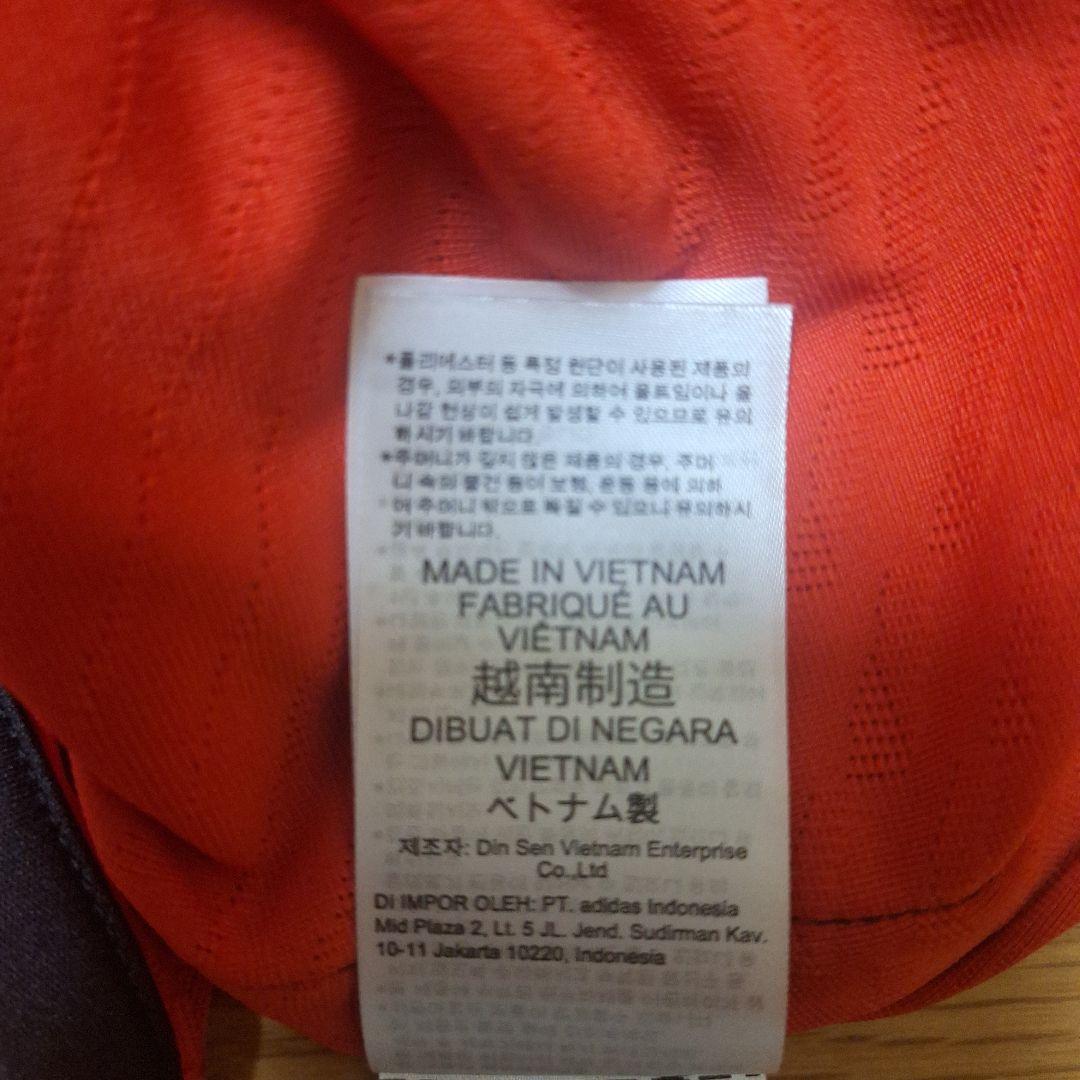 *폴리에스터 등 특정 원단이 사용된 제품의
경우, 외부의 자극에 의하여 올트임이나 올
나감 현상이 쉽게 발생할 수 있으므로 유의
하시기 바랍니다.
*주머니가 깊지 않은 제품의 경우, 주머
니 속의 물건 등이 보행, 운동 중에 의하
여 주머니 밖으로 빠질 수 있으니 유의하시
기 바랍니다.
MADE IN VIETNAM
FABRIQUÉ AU
VIÊTNAM
越南制造
DIBUAT DI NEGARA
VIETNAM
ベトナム製
제조자: Din Sen Vietnam Enterprise
Co.,Ltd
DI IMPOR OLEH: PT. adidas Indonesia
Mid Plaza 2, Lt. 5 JL. Jend. Sudirman Kav.
10-11 Jakarta 10220, Indonesia